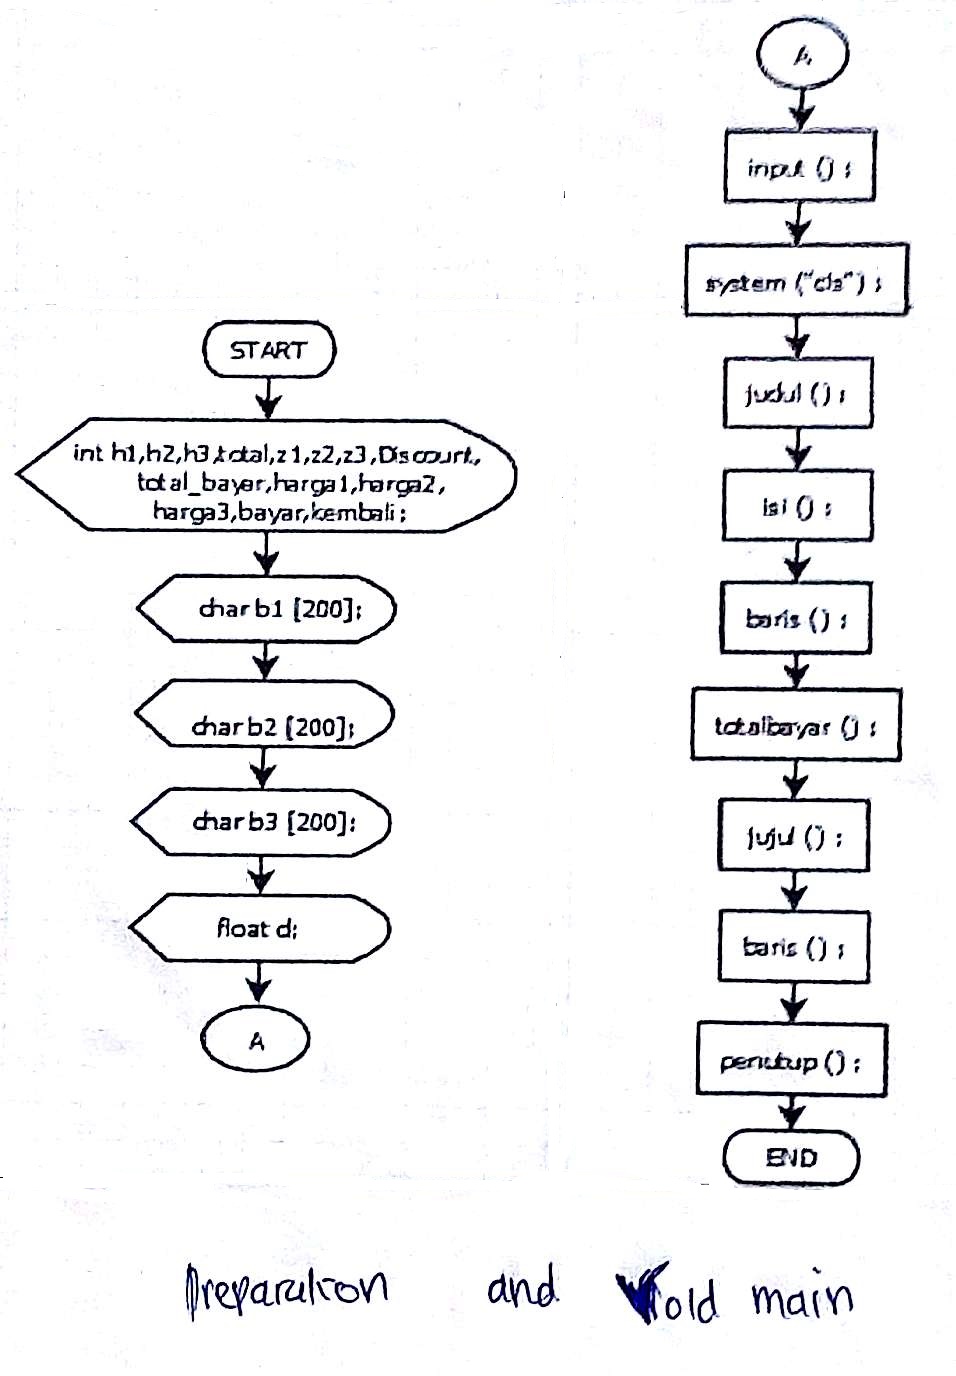 START
int h1,h2,h3,total,z1,z2,z3,Discount,
total_bayar,harga1,harga2,
harga3,bayar,kembali;
char b1 [200];
char b2 [200];
char b3 [200];
float d;
A
A
input () ;
system ("cls") ;
judul () ;
isi () ;
baris () ;
totalbayar () ;
jujul () ;
baris () ;
penutup () ;
END
Preparation and Void main